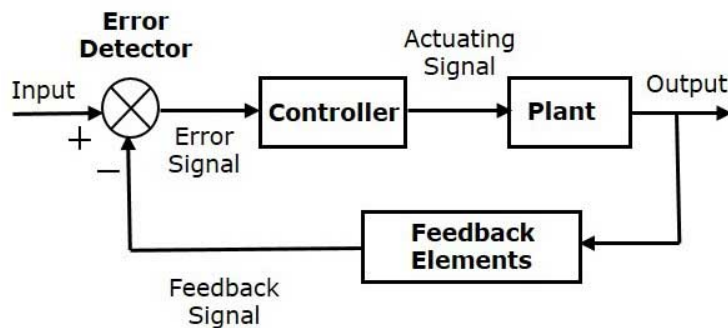 Error
Detector
Input
+
−
Error
Signal
Controller
Actuating
Signal
Plant
Output
Feedback
Elements
Feedback
Signal